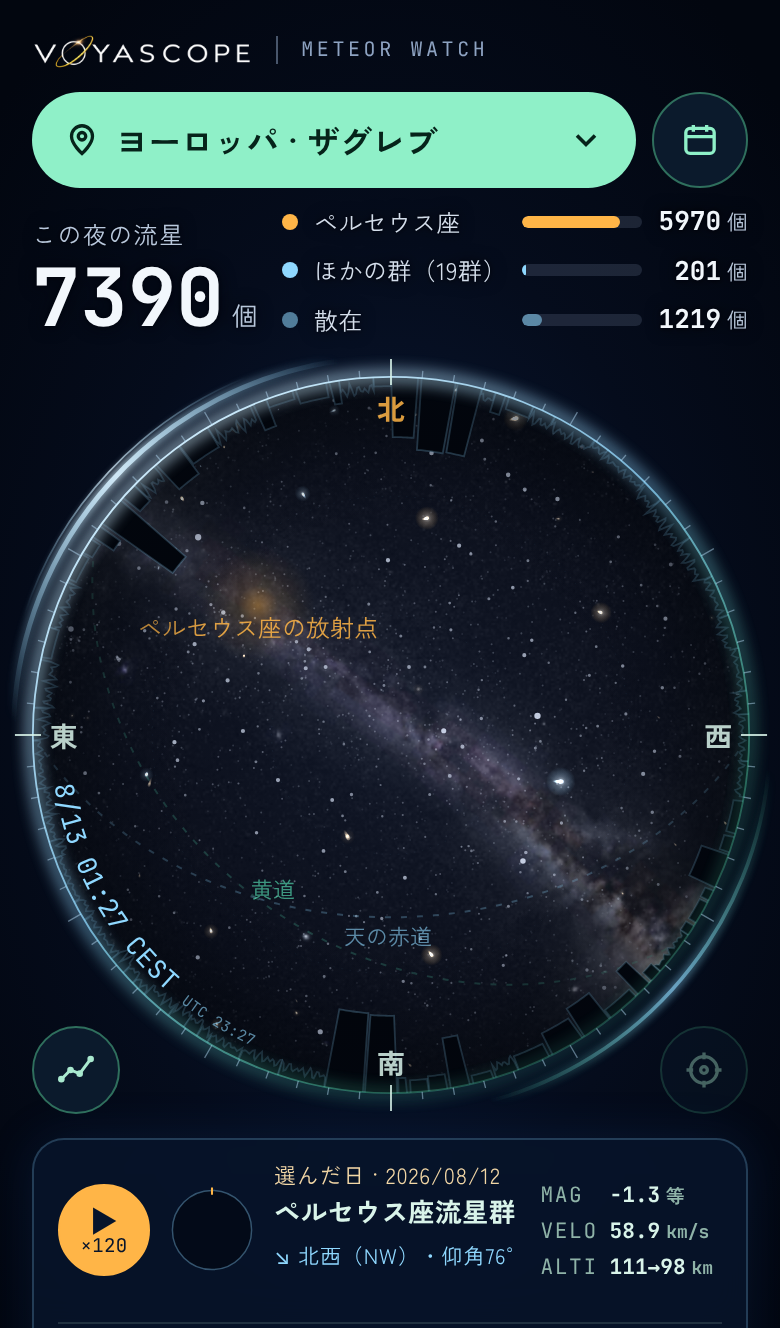 VOYASCOPE | METEOR WATCH
ヨーロッパ・ザグレブ
この夜の流星
7390 個
ペルセウス座 5970 個
ほかの群（19群） 201 個
散在 1219 個
北
ペルセウス座の放射点
東
西
8/13 01:27 CEST UTC 23:27
黄道
天の赤道
南
×120
選んだ日・2026/08/12
ペルセウス座流星群
↘ 北西（NW）・仰角76°
MAG -1.3 等
VELO 58.9 km/s
ALTI 111→98 km